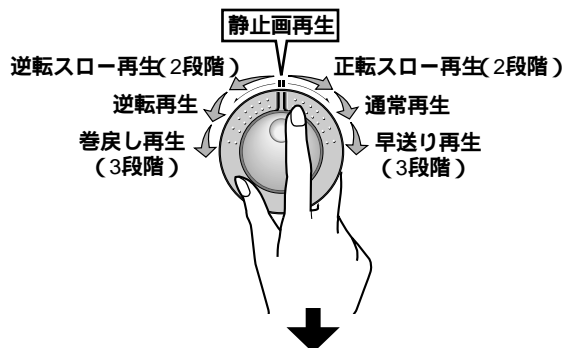 静止画再生
逆転スロー再生(2段階)
正転スロー再生(2段階)
逆転再生
通常再生
巻戻し再生
(3段階)
早送り再生
(3段階)